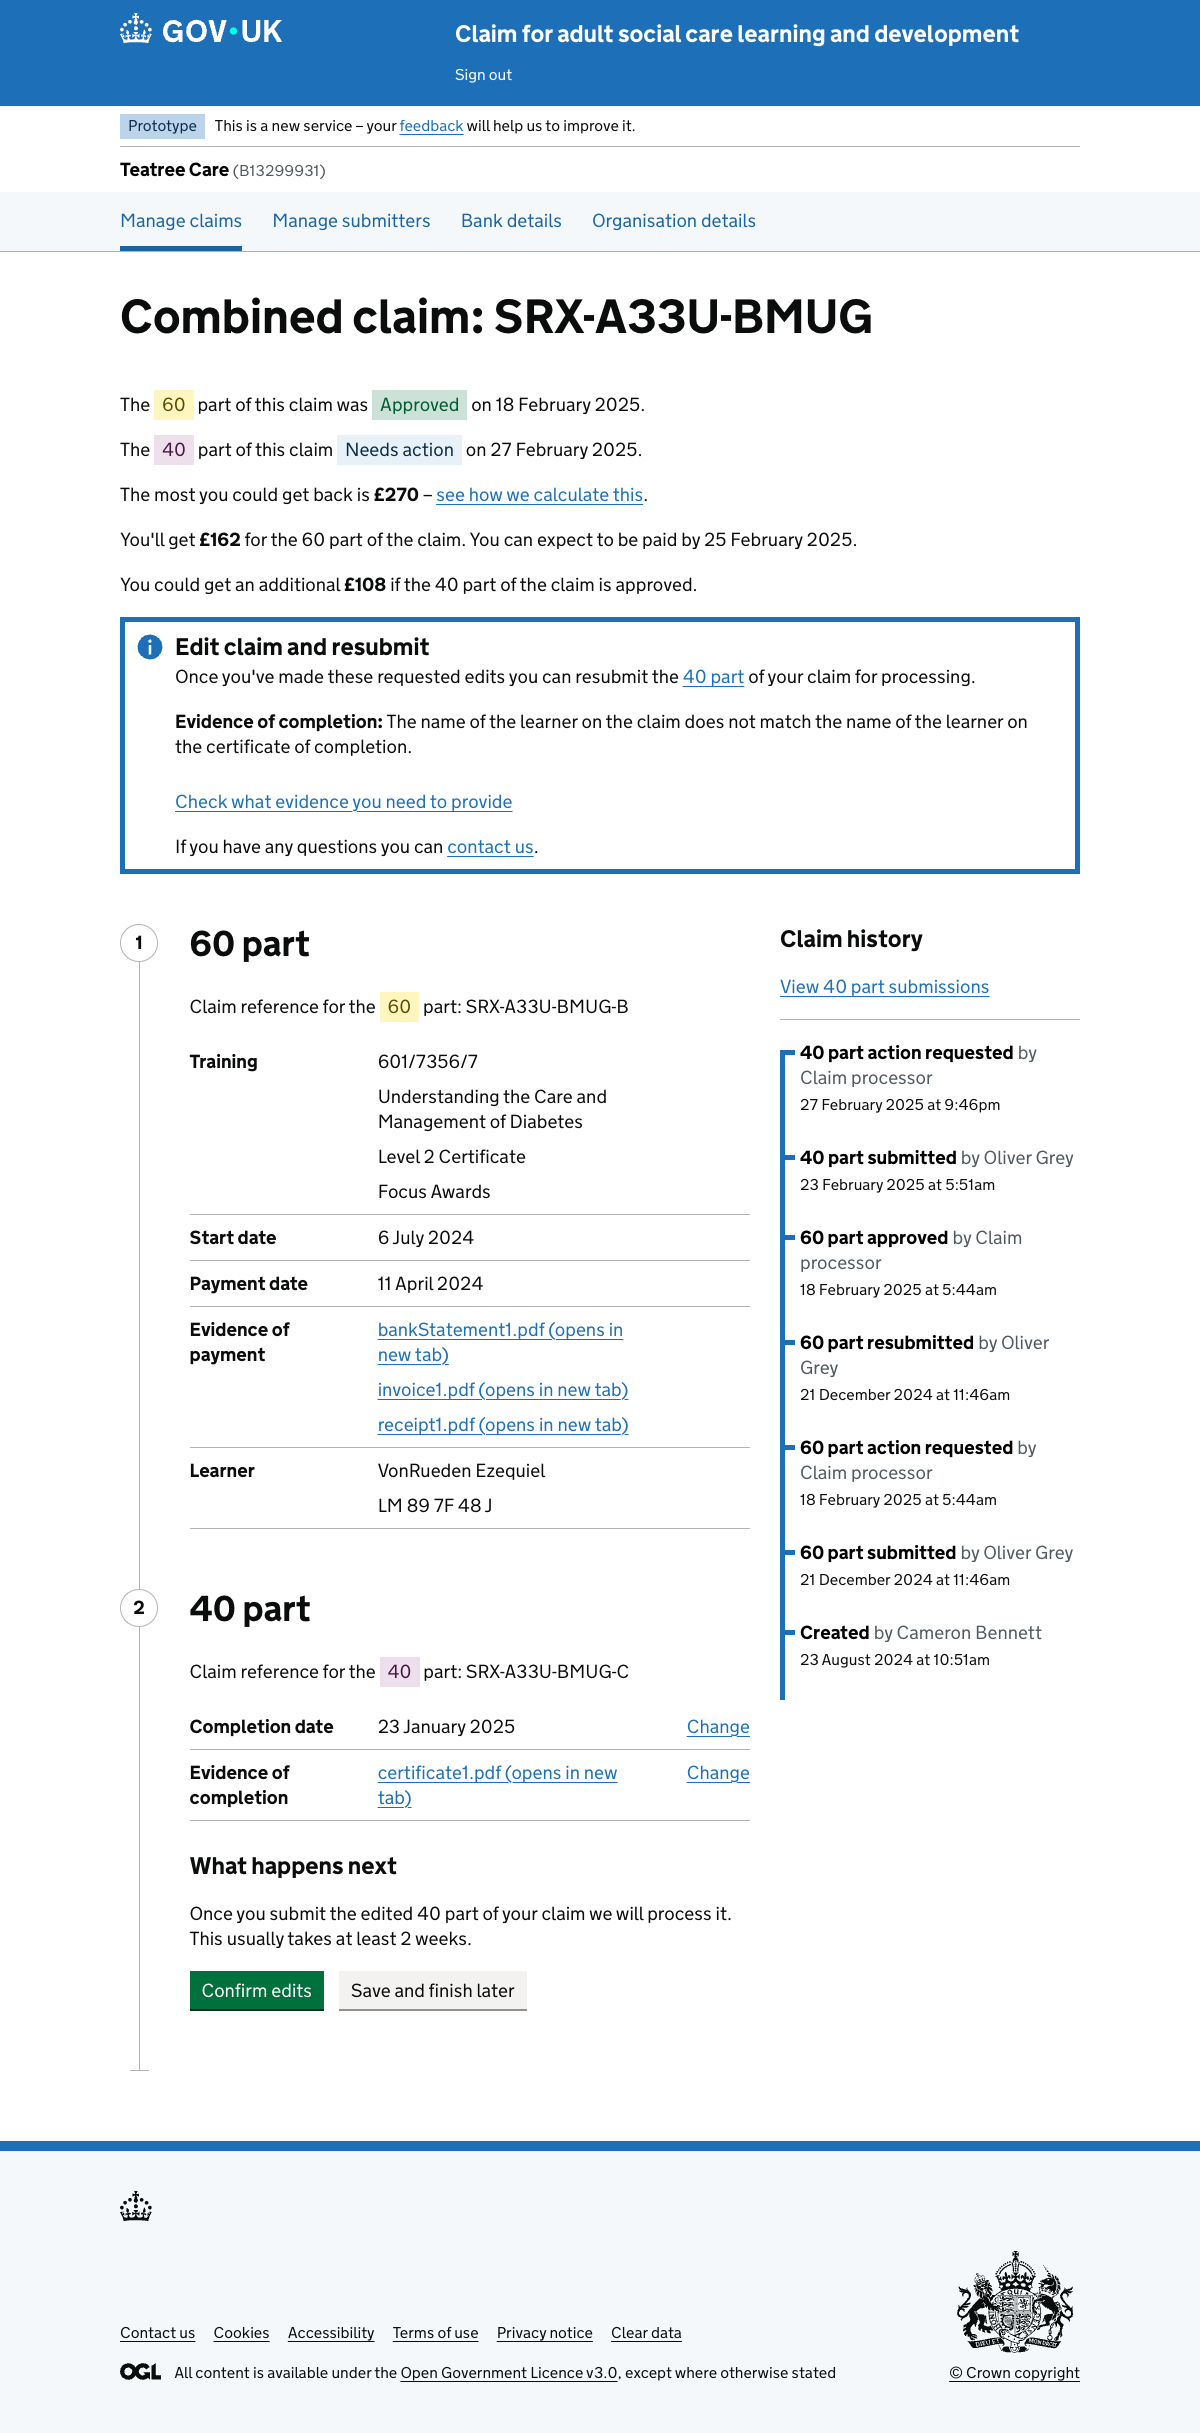 GOV·UK
Claim for adult social care learning and development
Sign out
Prototype This is a new service – your feedback will help us to improve it.
Teatree Care (B13299931)
Manage claims Manage submitters Bank details Organisation details
Combined claim: SRX-A33U-BMUG
The 60 part of this claim was Approved on 18 February 2025.
The 40 part of this claim Needs action on 27 February 2025.
The most you could get back is £270 – see how we calculate this.
You'll get £162 for the 60 part of the claim. You can expect to be paid by 25 February 2025.
You could get an additional £108 if the 40 part of the claim is approved.
Edit claim and resubmit
Once you've made these requested edits you can resubmit the 40 part of your claim for processing.
Evidence of completion: The name of the learner on the claim does not match the name of the learner on
the certificate of completion.
Check what evidence you need to provide
If you have any questions you can contact us.
1
60 part
Claim reference for the 60 part: SRX-A33U-BMUG-B
Training 601/7356/7
Understanding the Care and
Management of Diabetes
Level 2 Certificate
Focus Awards
Start date 6 July 2024
Payment date 11 April 2024
Evidence of
payment
bankStatement1.pdf (opens in
new tab)
invoice1.pdf (opens in new tab)
receipt1.pdf (opens in new tab)
Learner VonRueden Ezequiel
LM 89 7F 48 J
2
40 part
Claim reference for the 40 part: SRX-A33U-BMUG-C
Completion date 23 January 2025 Change
Evidence of
completion
certificate1.pdf (opens in new
tab)
Change
What happens next
Once you submit the edited 40 part of your claim we will process it.
This usually takes at least 2 weeks.
Confirm edits Save and finish later
Claim history
View 40 part submissions
40 part action requested by
Claim processor
27 February 2025 at 9:46pm
40 part submitted by Oliver Grey
23 February 2025 at 5:51am
60 part approved by Claim
processor
18 February 2025 at 5:44am
60 part resubmitted by Oliver
Grey
21 December 2024 at 11:46am
60 part action requested by
Claim processor
18 February 2025 at 5:44am
60 part submitted by Oliver Grey
21 December 2024 at 11:46am
Created by Cameron Bennett
23 August 2024 at 10:51am
Contact us Cookies Accessibility Terms of use Privacy notice Clear data
OGL All content is available under the Open Government Licence v3.0, except where otherwise stated
© Crown copyright